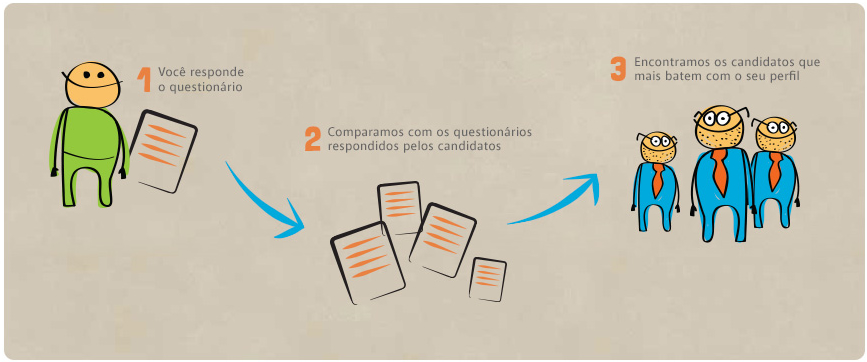 1 Você responde
o questionário
2 Comparamos com os questionários
respondidos pelos candidatos
3 Encontramos os candidatos que
mais batem com o seu perfil